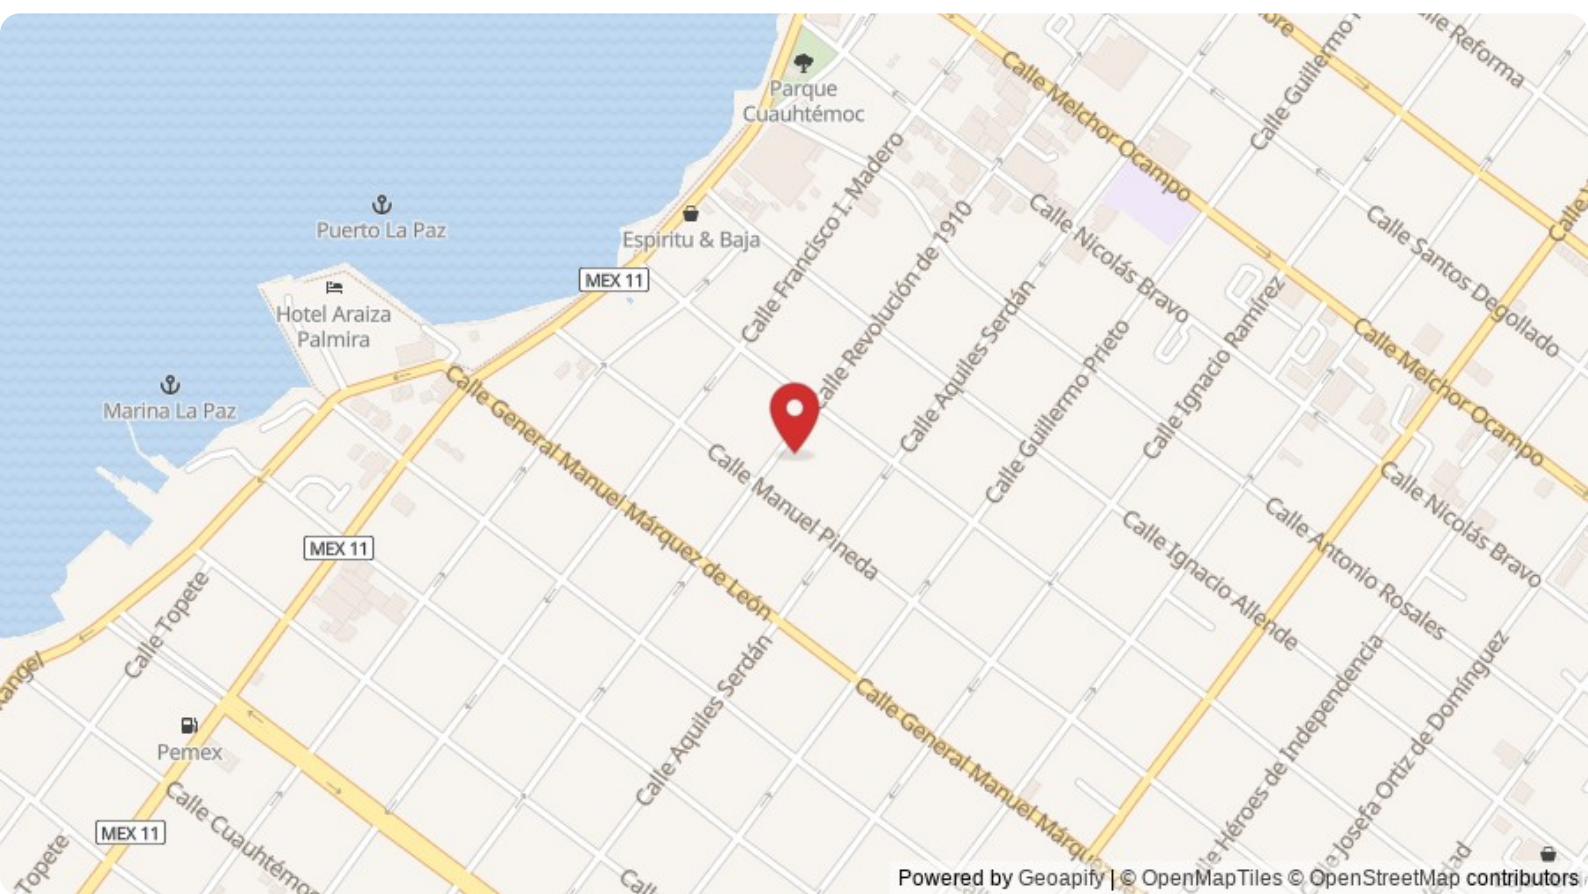 Calle Reforma
Calle Guillermo
Parque
Cuauhtémoc
Calle Melchor Ocampo
Calle Francisco I. Madero
Puerto La Paz
Espiritu & Baja
MEX 11
Calle Revolución de 1910
Calle Nicolás Bravo
Calle Santos Degollado
Hotel Araiza
Palmira
Calle Aquiles Serdán
Calle Guillermo Prieto
Calle Ignacio Ramírez
Calle Melchor Ocampo
Marina La Paz
Calle General Manuel Márquez de León
Calle Manuel Pineda
Calle Nicolás Bravo
Calle Ignacio Allende
Calle Antonio Rosales
MEX 11
Calle Topete
Calle Aquiles Serdán
Calle General Manuel Márque
Calle Héroes de Independencia
Calle Josefa Ortiz de Domínguez
Pemex
MEX 11
Calle Cuauhtémo
Topete
Powered by Geoapify | © OpenMapTiles © OpenStreetMap contributors